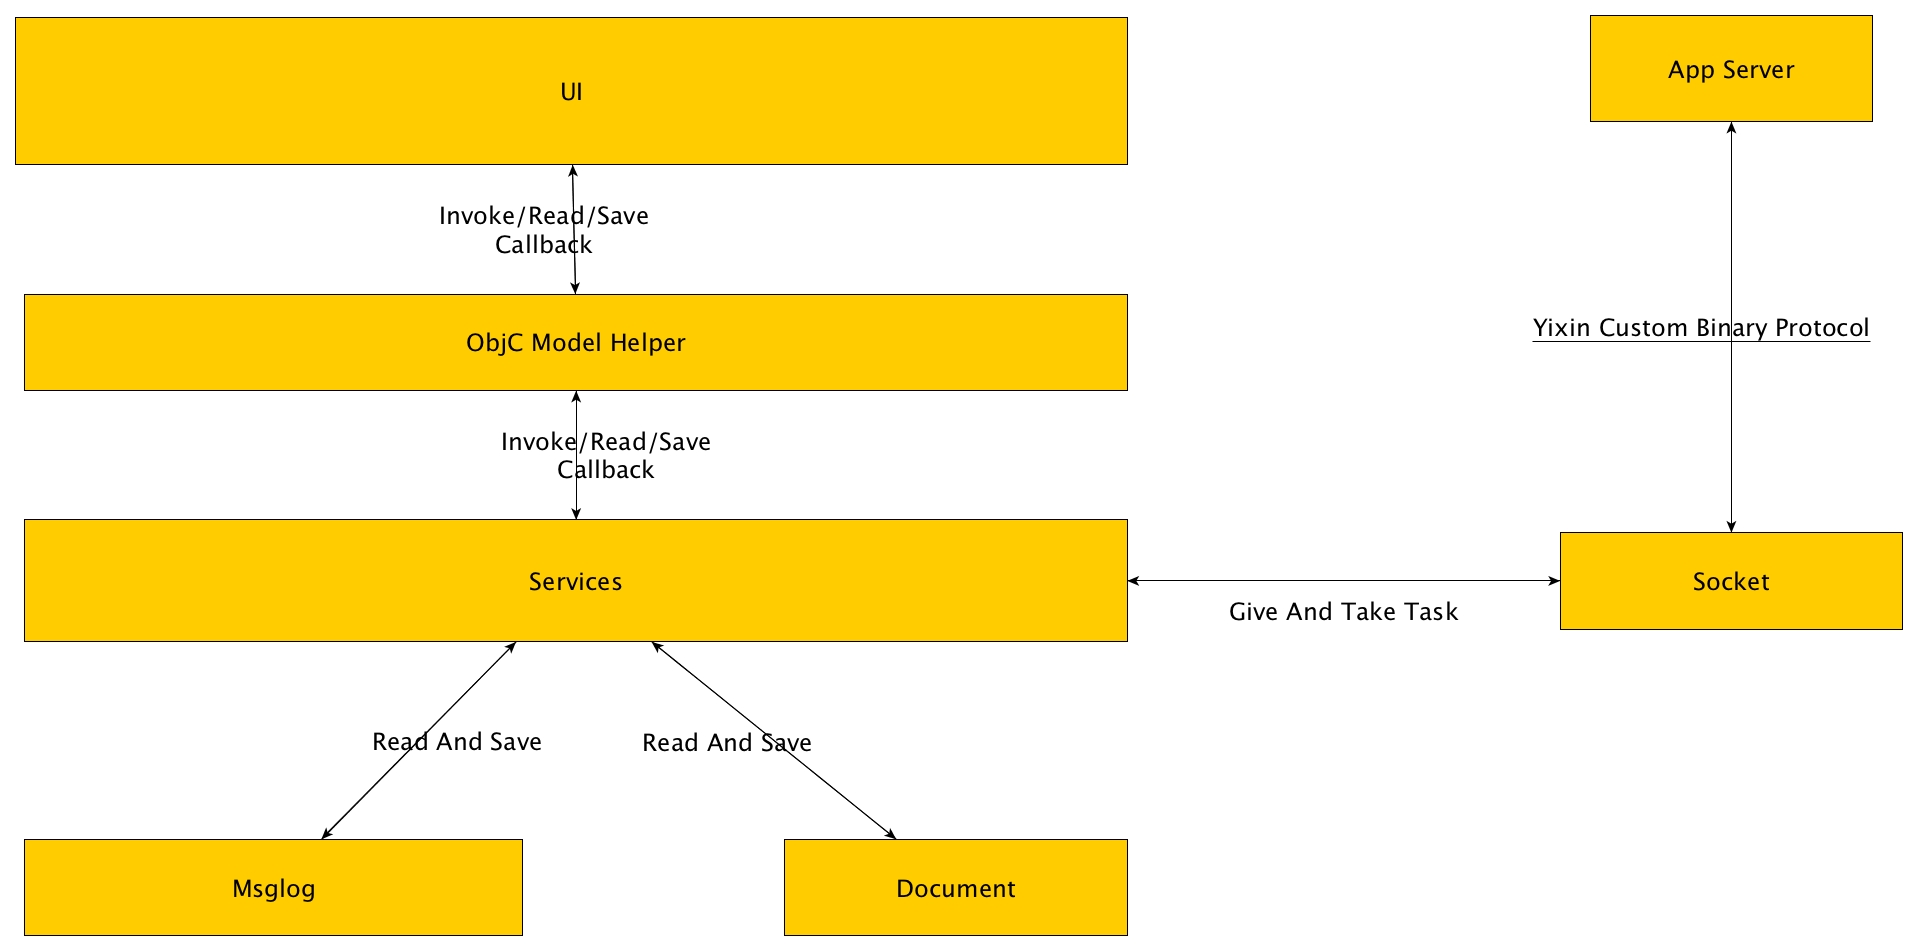 UI
App Server
Invoke/Read/Save
Callback
Yixin Custom Binary Protocol
ObjC Model Helper
Invoke/Read/Save
Callback
Services
Socket
Give And Take Task
Read And Save
Read And Save
Msglog
Document